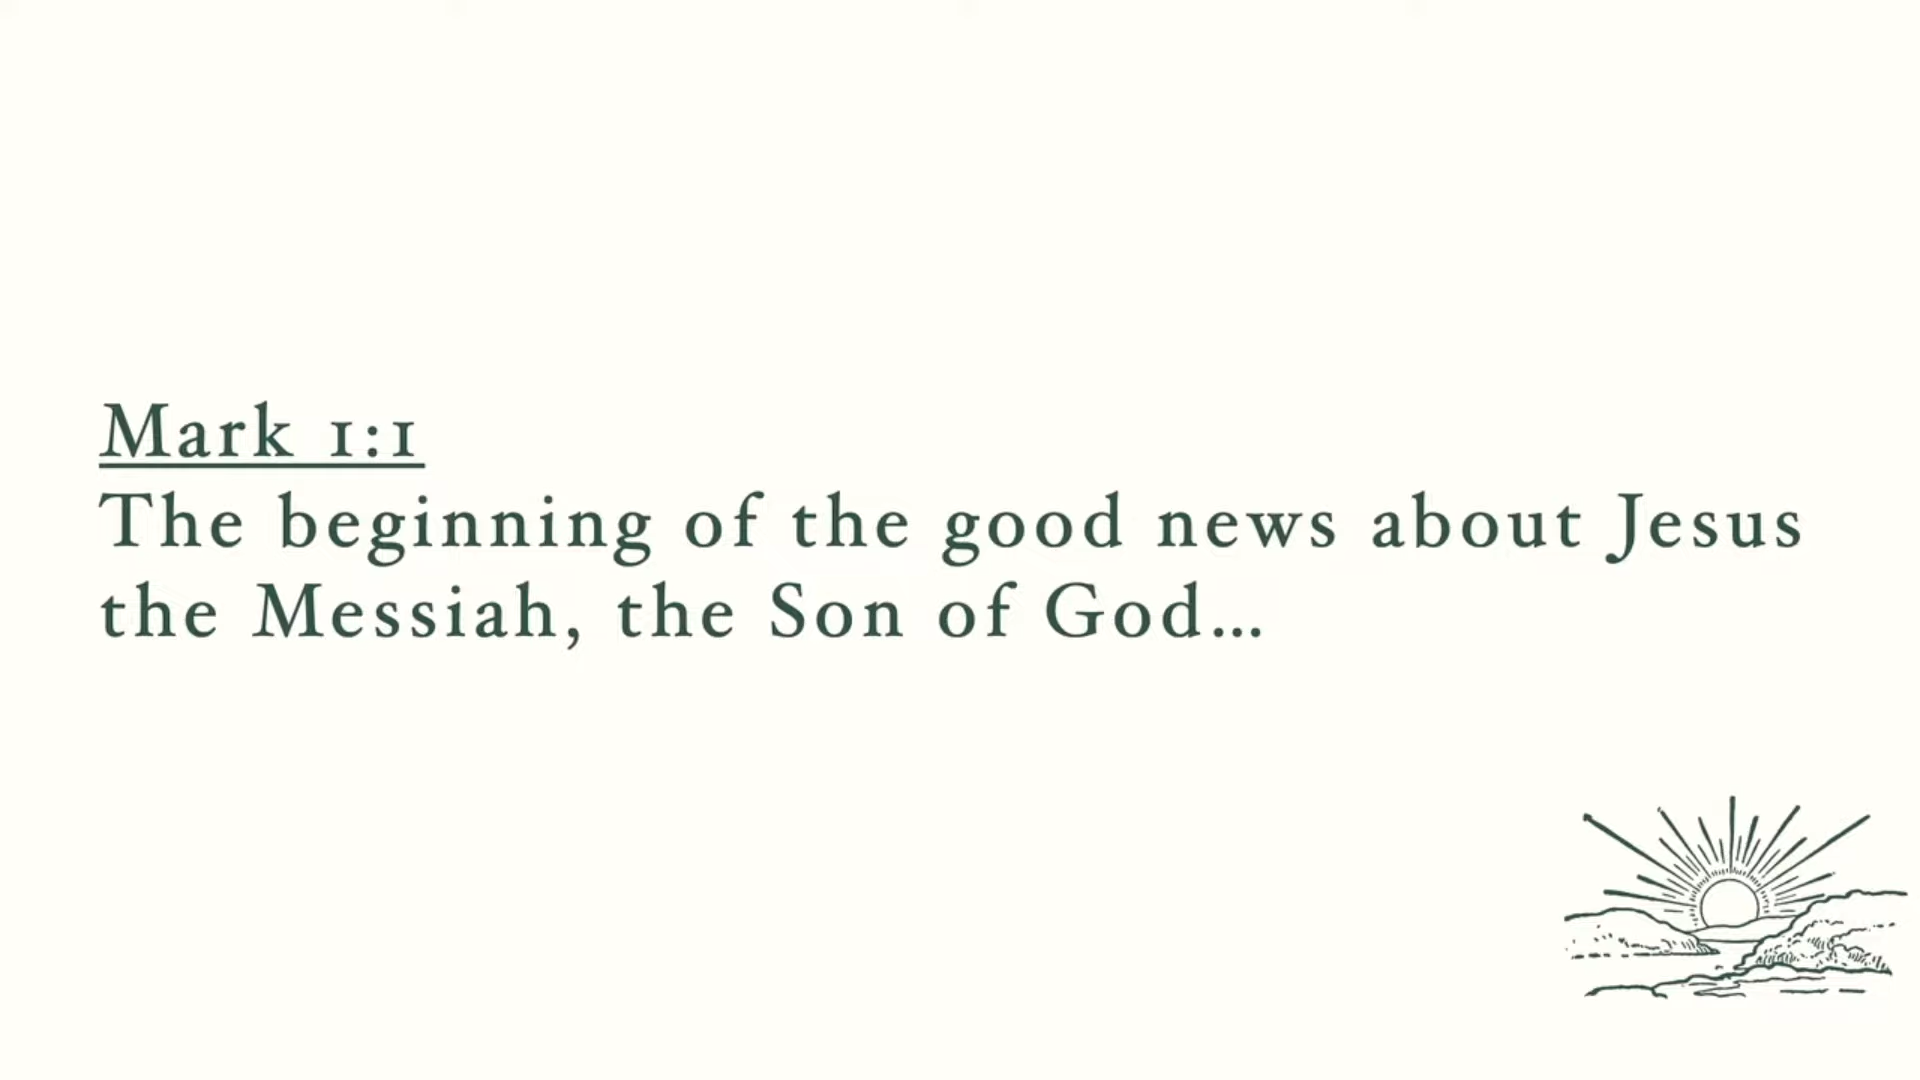 Mark 1:1
The beginning of the good news about Jesus
the Messiah, the Son of God...